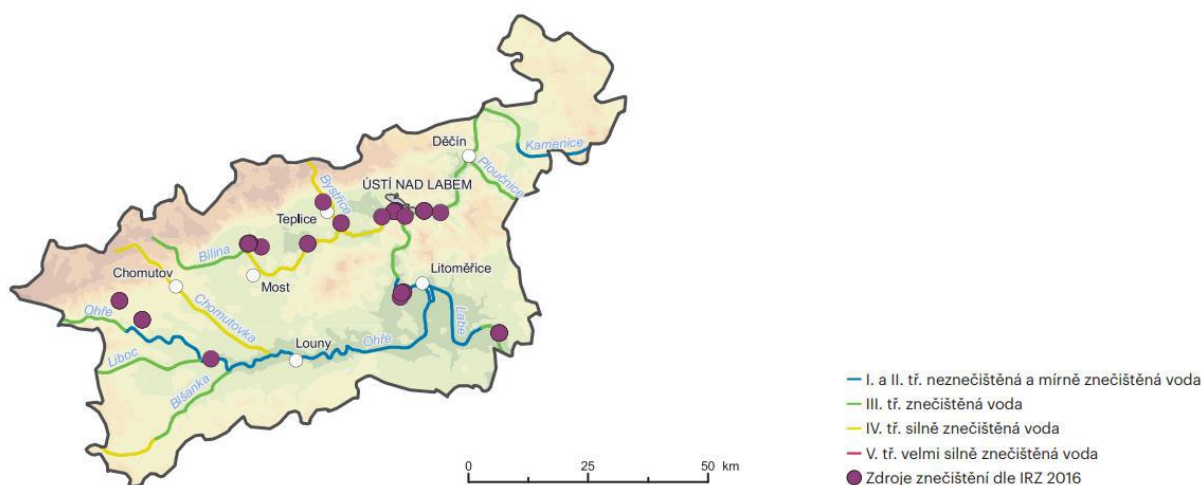 Děčín
Kamenice
Ploučnice
ÚSTÍ NAD LABEM
Bystřice
Teplice
Bílina
Litoměřice
Chomutov
Most
Chomutovka
Labe
Ohře
Ohře
Louny
Liboc
Blšanka
I. a II. tř. neznečištěná a mírně znečištěná voda
III. tř. znečištěná voda
IV. tř. silně znečištěná voda
V. tř. velmi silně znečištěná voda
Zdroje znečištění dle IRZ 2016
0 25 50 km